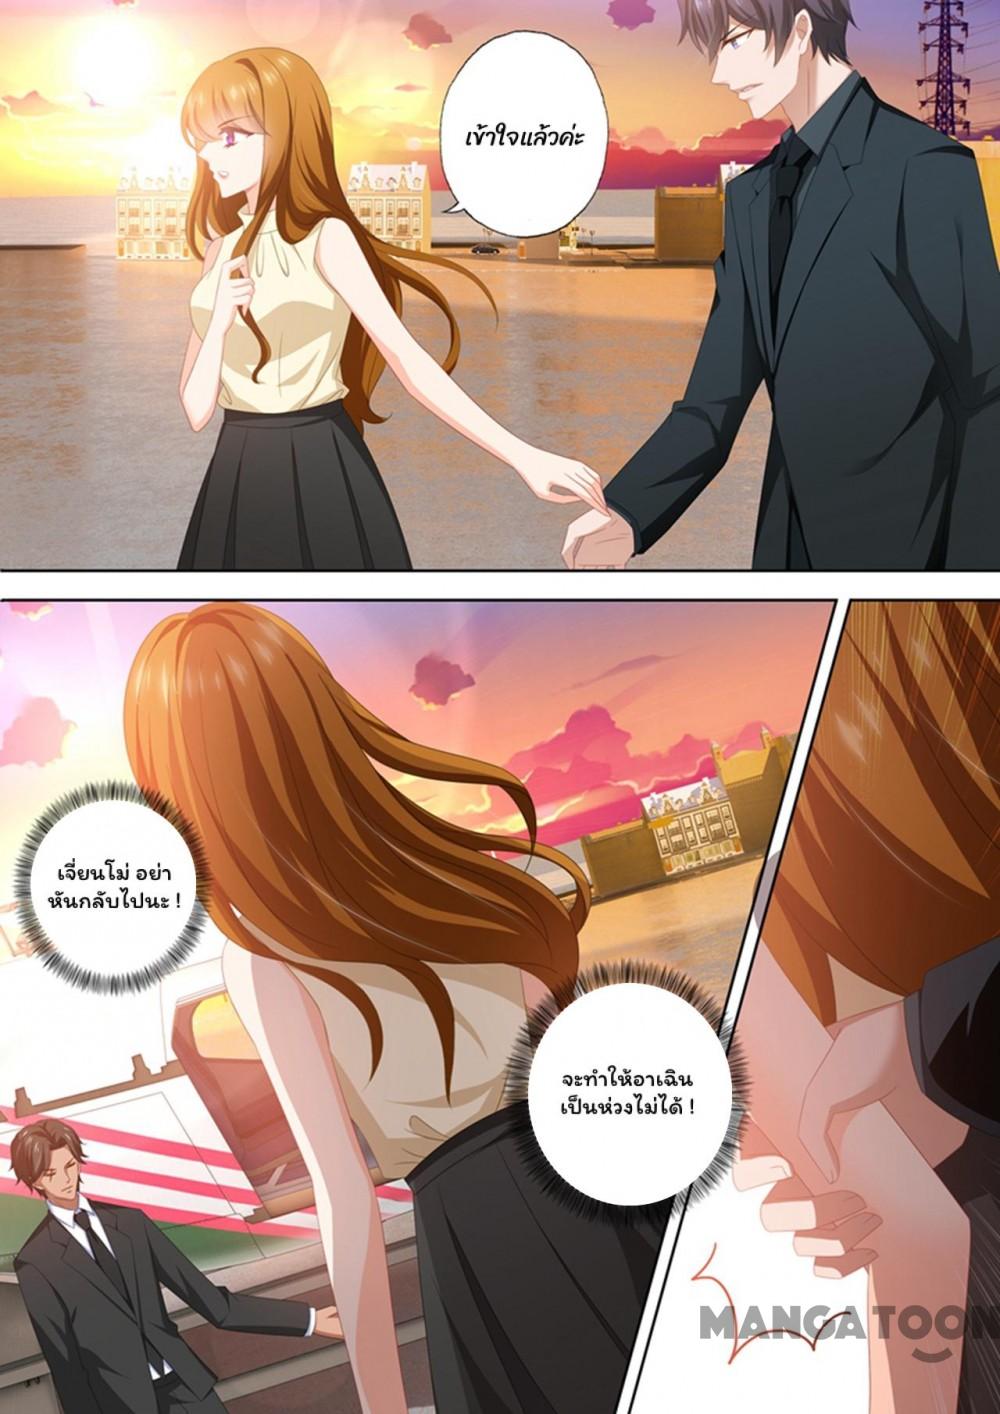 เข้าใจแล้วค่ะ
เจี่ยนโม่ อย่า
หันกลับไปนะ !
จะทำให้อาเฉิน
เป็นห่วงไม่ได้ !
MANGATOON